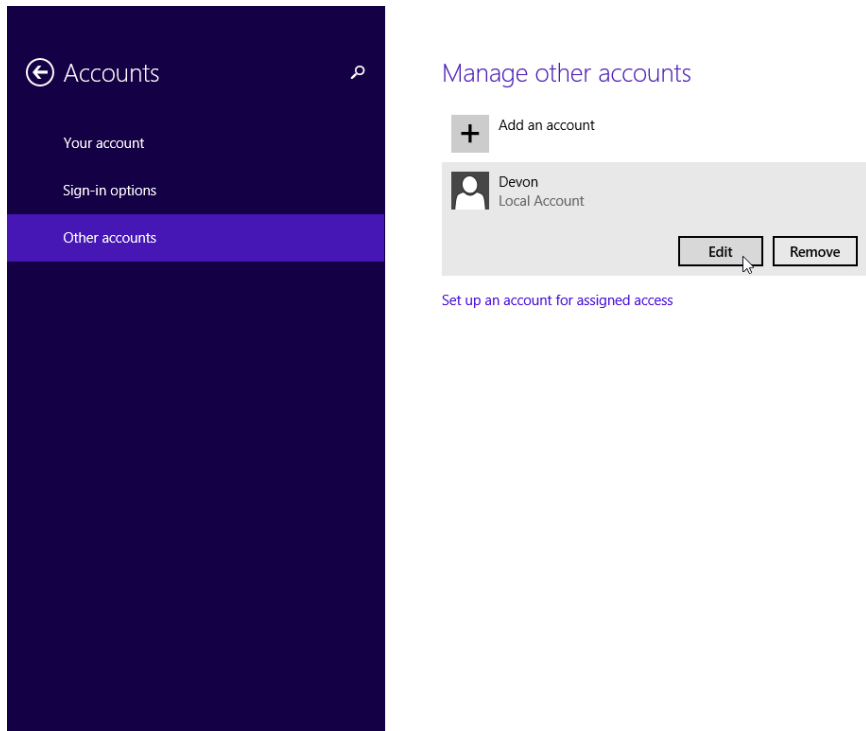 Accounts
Your account
Sign-in options
Other accounts
Manage other accounts
Add an account
Devon
Local Account
Edit
Remove
Set up an account for assigned access